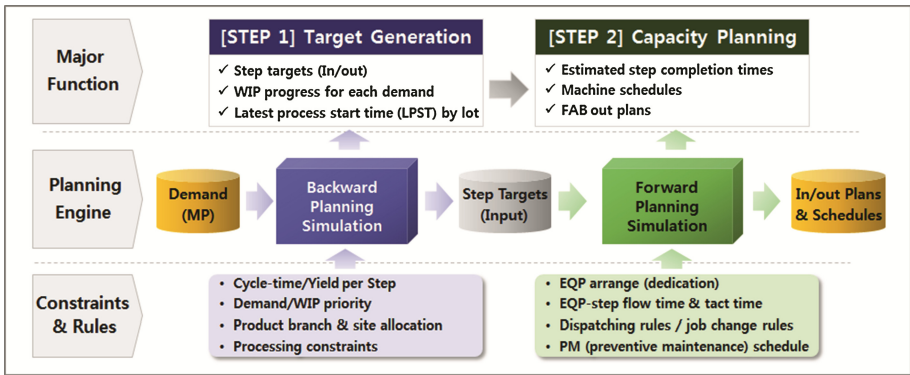 Major
Function
[STEP 1] Target Generation
✓ Step targets (In/out)
✓ WIP progress for each demand
✓ Latest process start time (LPST) by lot
[STEP 2] Capacity Planning
✓ Estimated step completion times
✓ Machine schedules
✓ FAB out plans
Planning
Engine
Demand
(MP)
Backward
Planning
Simulation
Step Targets
(Input)
Forward
Planning
Simulation
In/out Plans
& Schedules
Constraints
& Rules
• Cycle-time/Yield per Step
• Demand/WIP priority
• Product branch & site allocation
• Processing constraints
• EQP arrange (dedication)
• EQP-step flow time & tact time
• Dispatching rules / job change rules
• PM (preventive maintenance) schedule